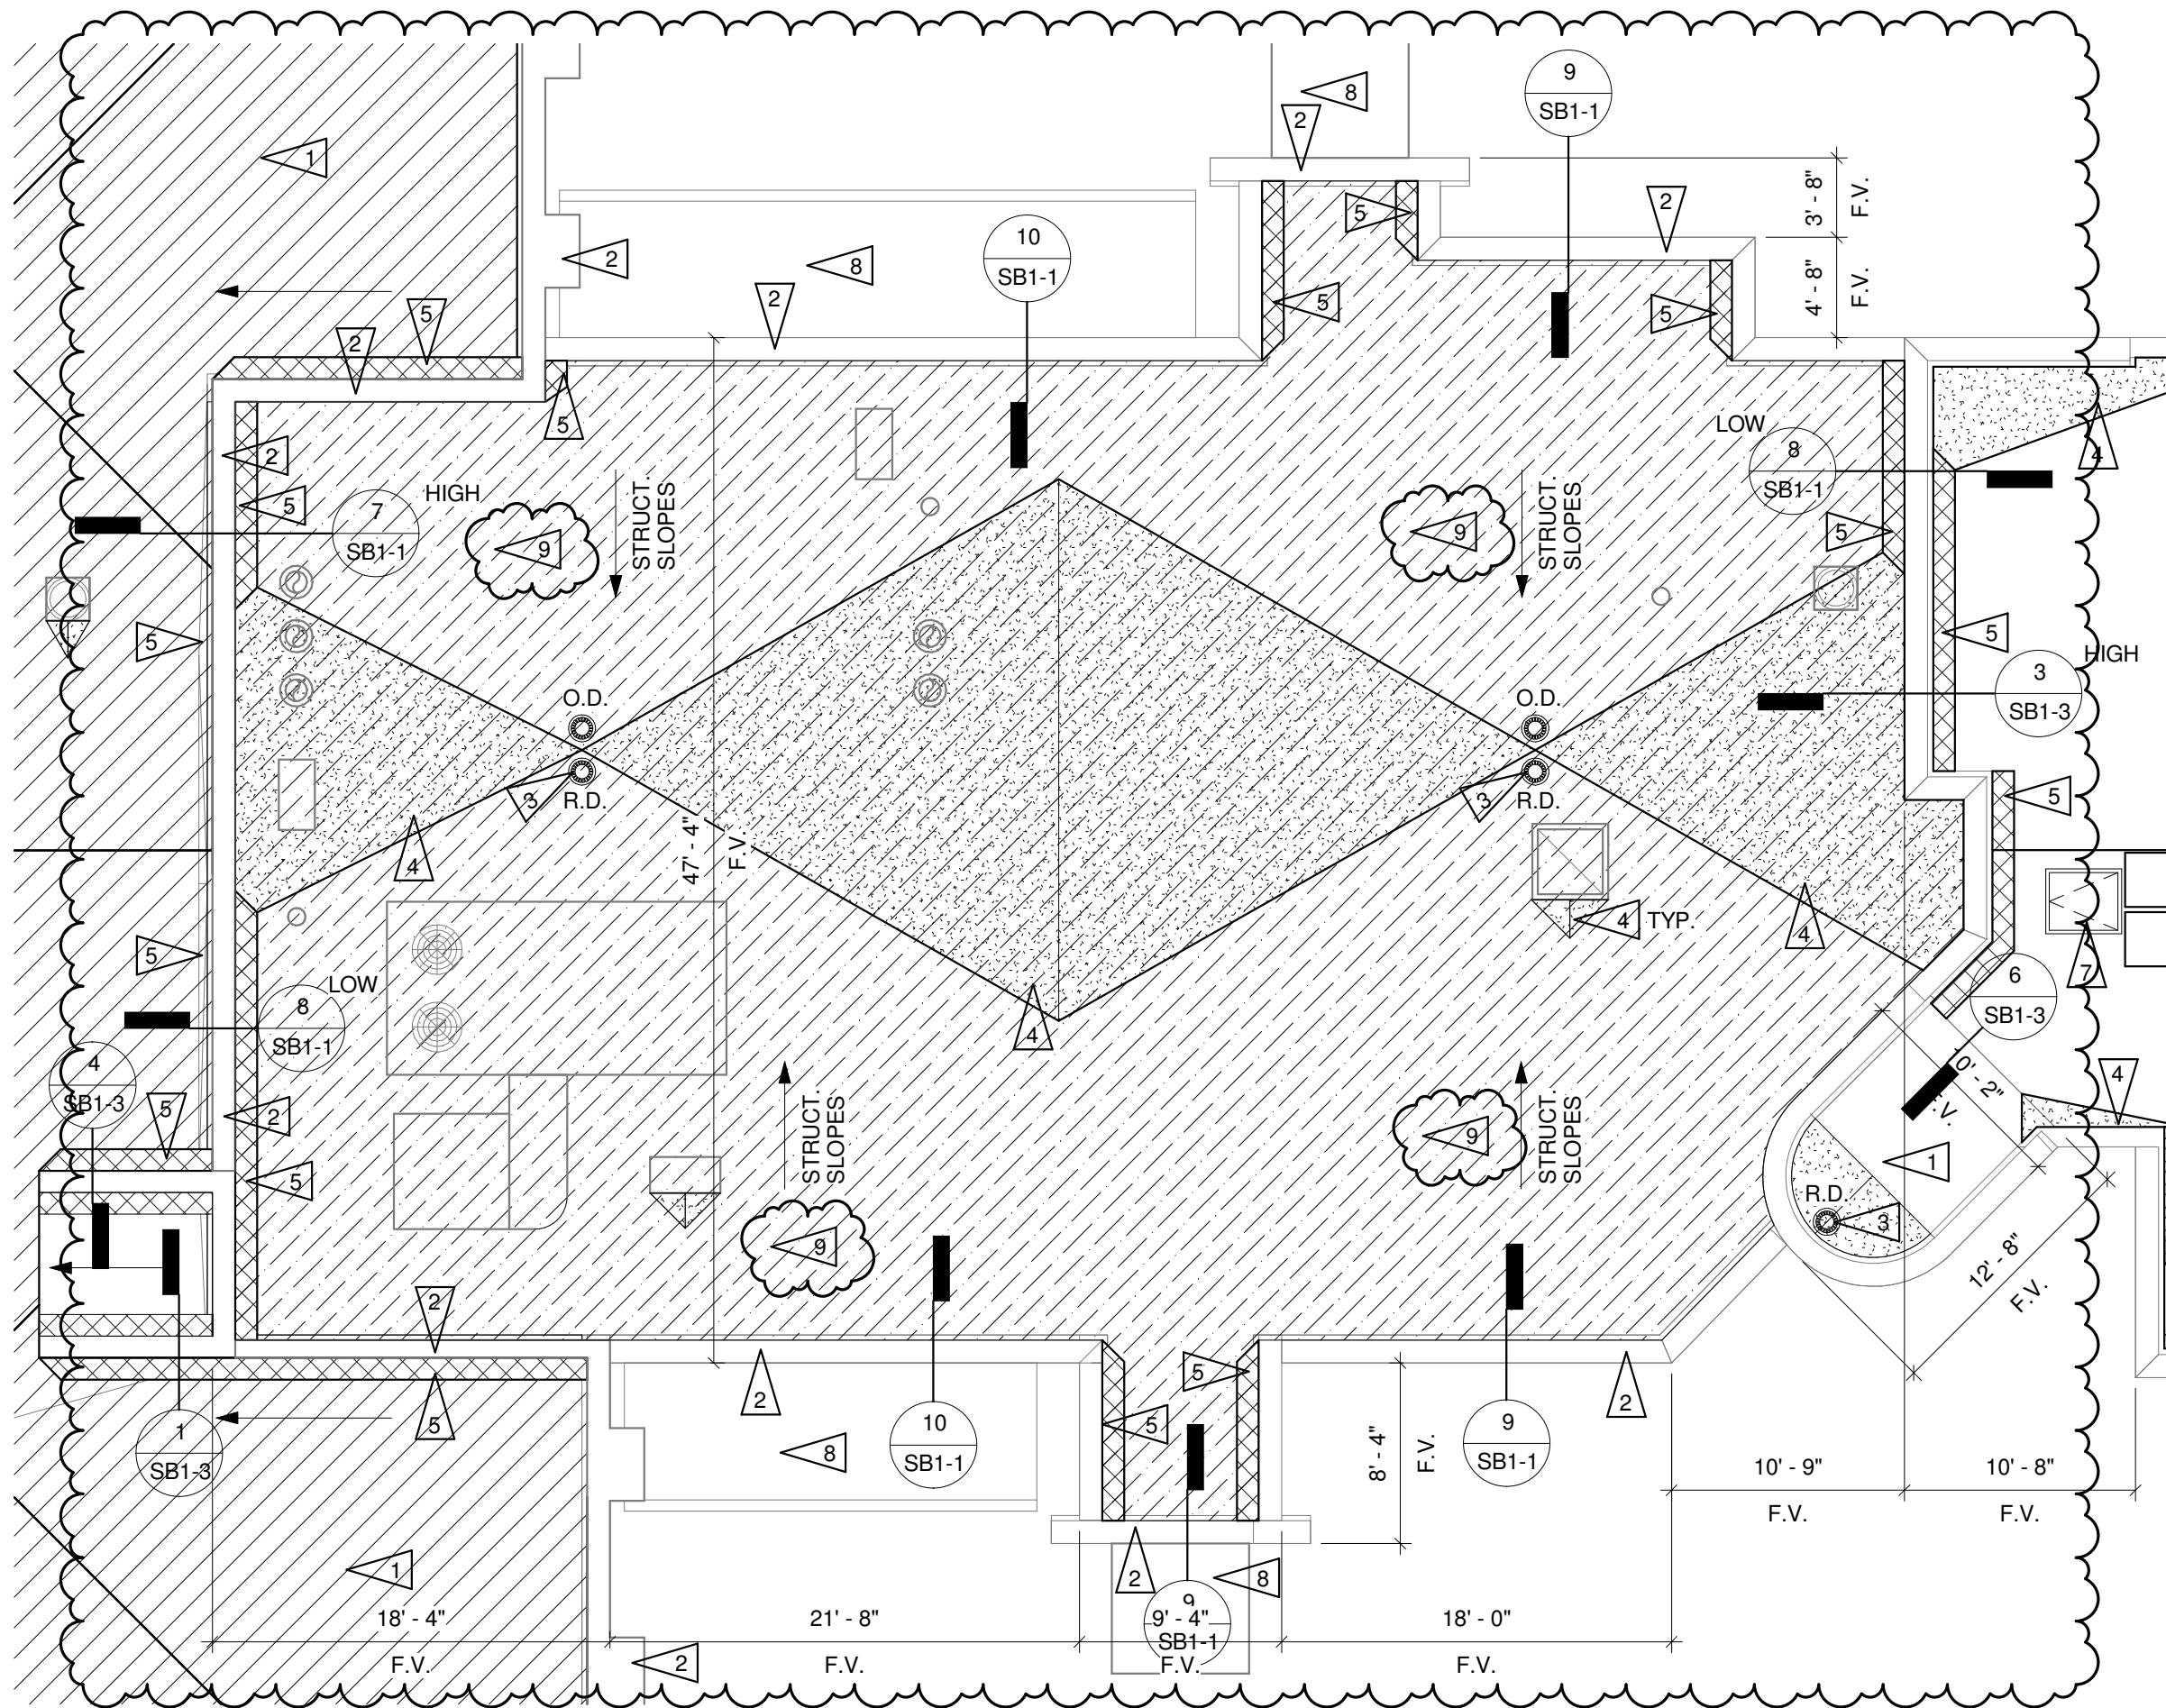 9
SB1-1
8
2
1
3' - 8"
F.V.
5
2
10
SB1-1
2
8
4' - 8"
F.V.
2
5
5
5
2
5
LOW
8
SB1-1
4
2
5
HIGH
7
SB1-1
9
STRUCT.
SLOPES
9
STRUCT.
SLOPES
5
5
5
HIGH
3
SB1-3
O.D.
3
R.D.
O.D.
3
R.D.
5
47' - 4"
F.V.
4
4
TYP.
4
5
LOW
8
SB1-1
7
6
SB1-3
4
4
SB1-3
5
2
5
STRUCT.
SLOPES
9
9
STRUCT.
SLOPES
0' - 2"
F.V.
4
1
R.D.
3
12' - 8"
F.V.
2
5
1
SB1-3
2
8
10
SB1-1
5
5
8' - 4"
F.V.
9
SB1-1
2
10' - 9"
F.V.
10' - 8"
F.V.
1
2
8
9
SB1-1
18' - 4"
F.V.
21' - 8"
F.V.
9' - 4"
F.V.
18' - 0"
F.V.
2